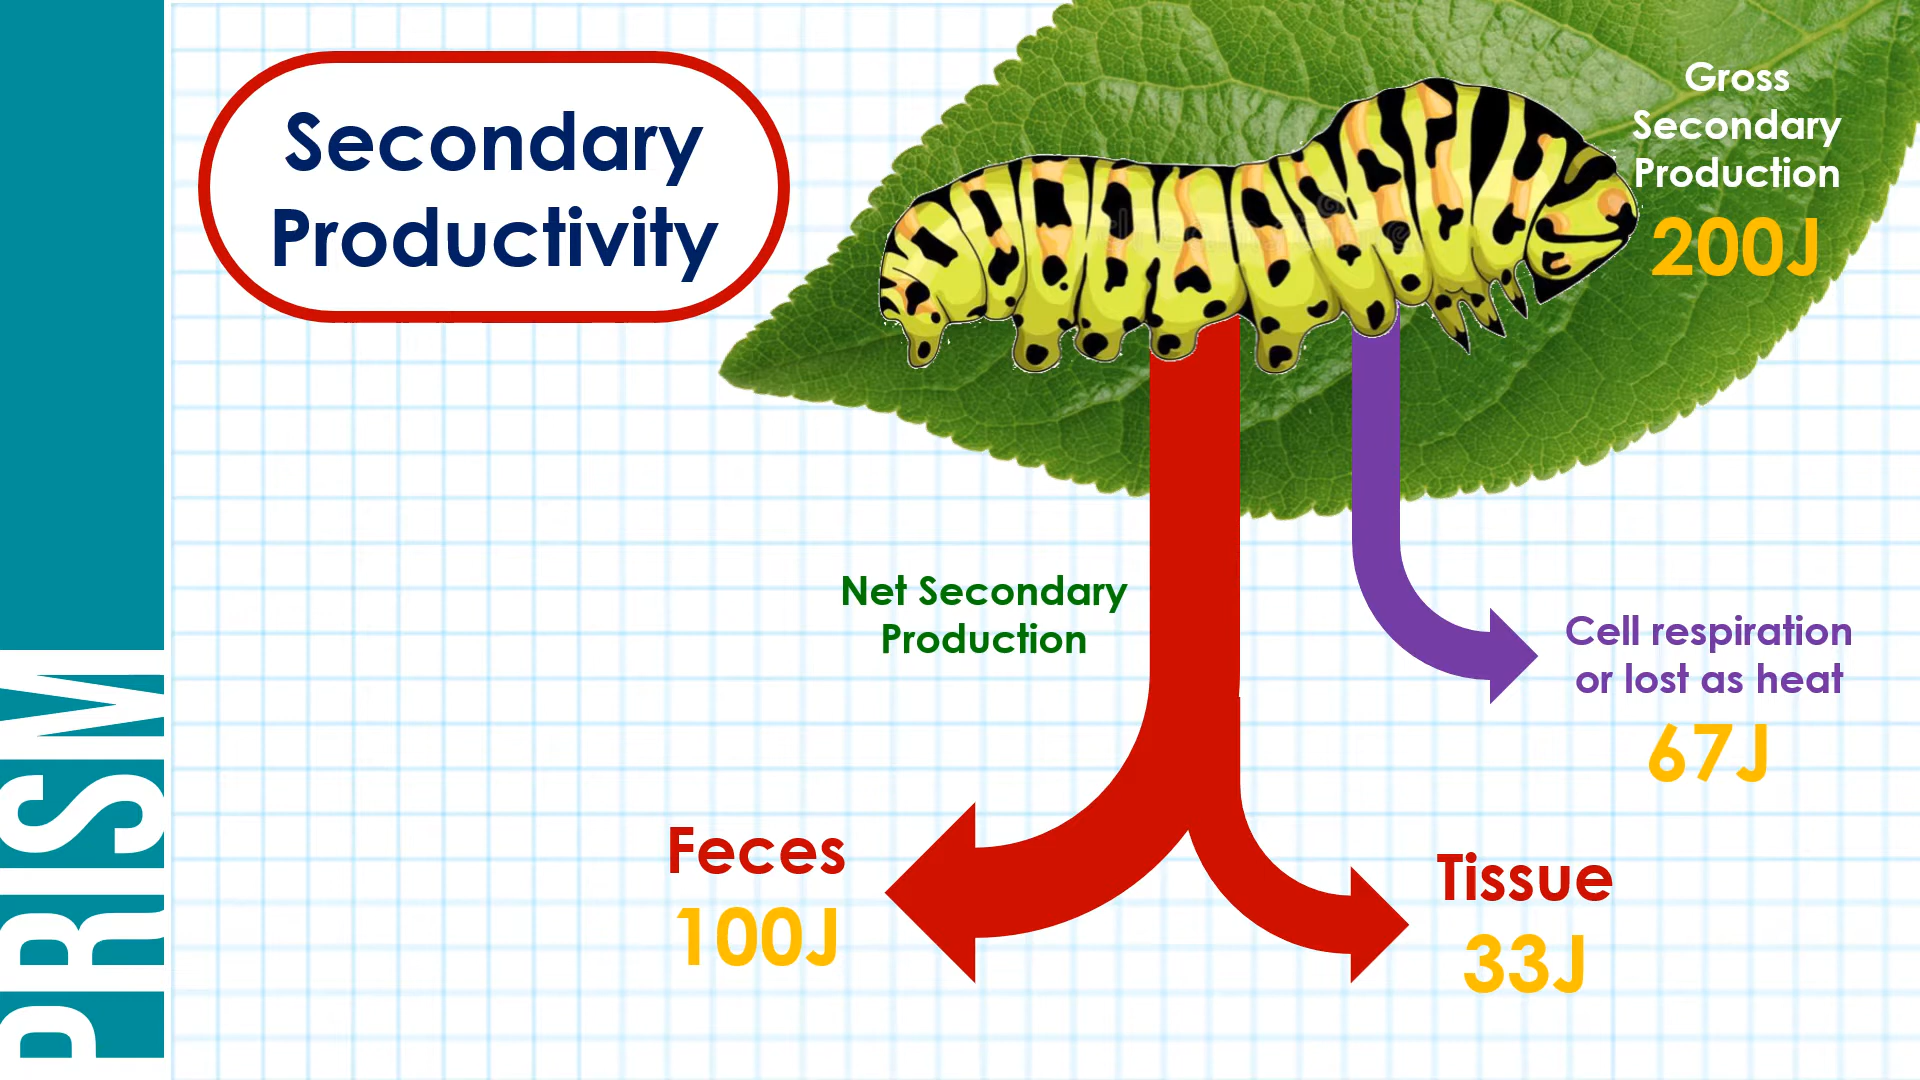 Secondary
Productivity
Gross
Secondary
Production
200J
Net Secondary
Production
Cell respiration
or lost as heat
67J
Feces
100J
Tissue
33J
PRISM